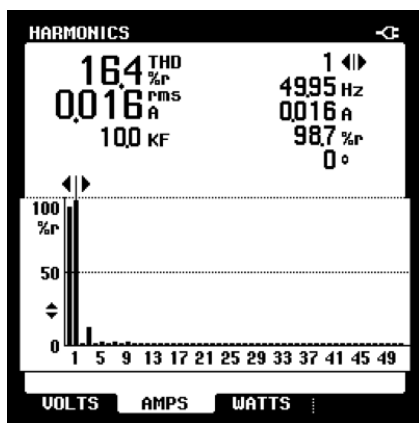 HARMONICS
16.4 THD %r
0.016 rms A
10.0 KF
1
49.95 Hz
0.016 A
98.7 %r
0 °
100
%r
50
0
1 5 9 13 17 21 25 29 33 37 41 45 49
VOLTS AMPS WATTS